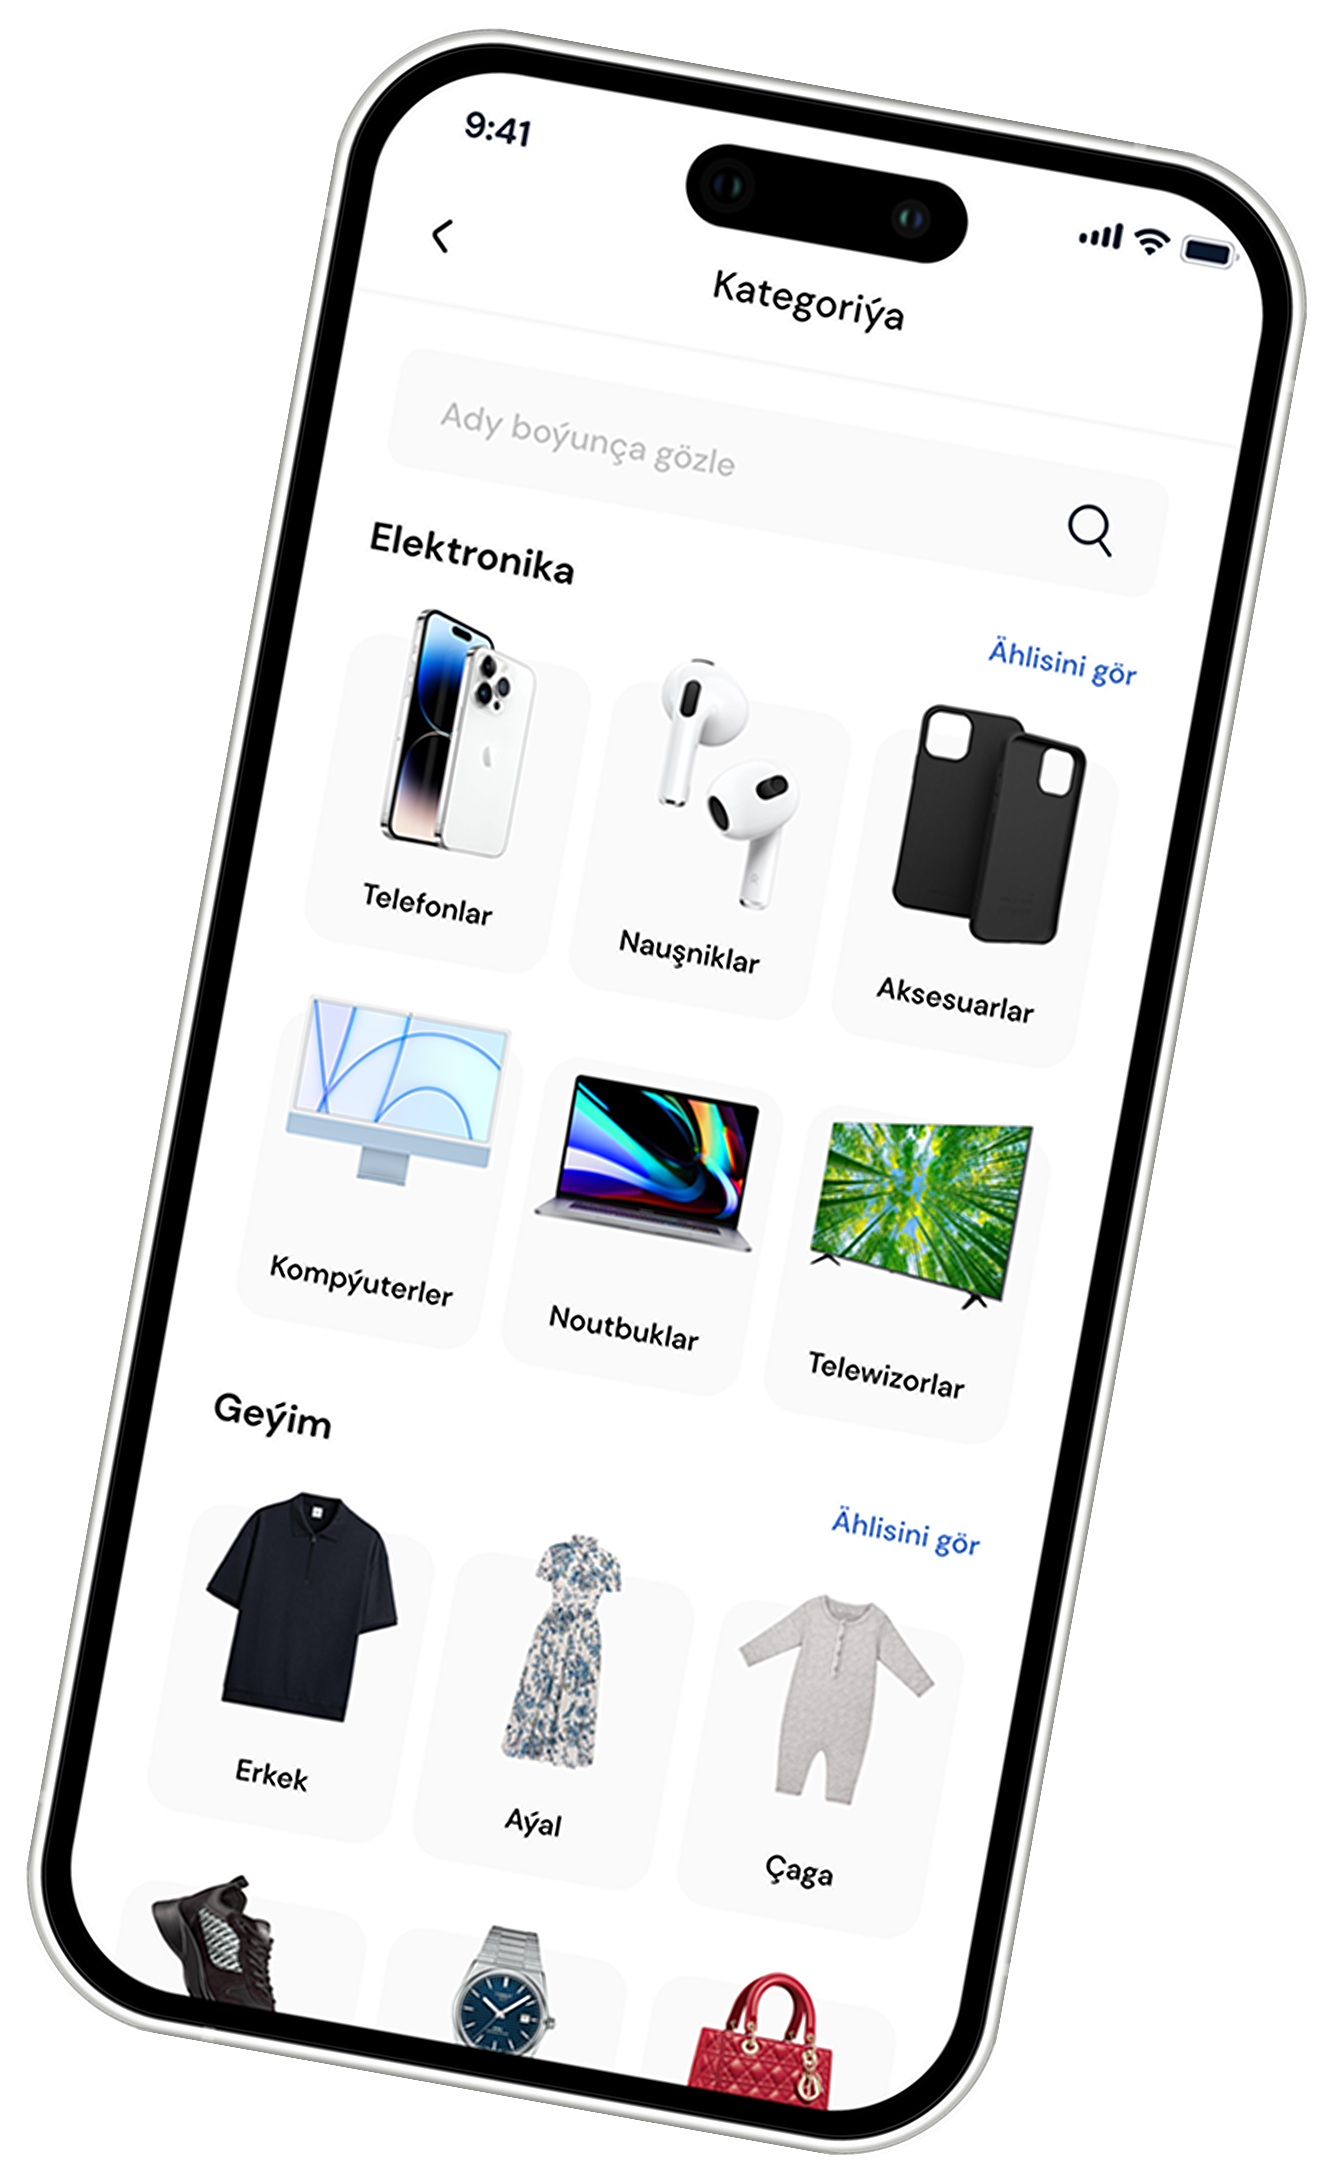 9:41
Kategoriýa
Ady boýunça gözle
Elektronika
Ählisini gör
Telefonlar
Nauşniklar
Aksesuarlar
Kompýuterler
Noutbuklar
Telewizorlar
Geýim
Ählisini gör
Erkek
Aýal
Çaga